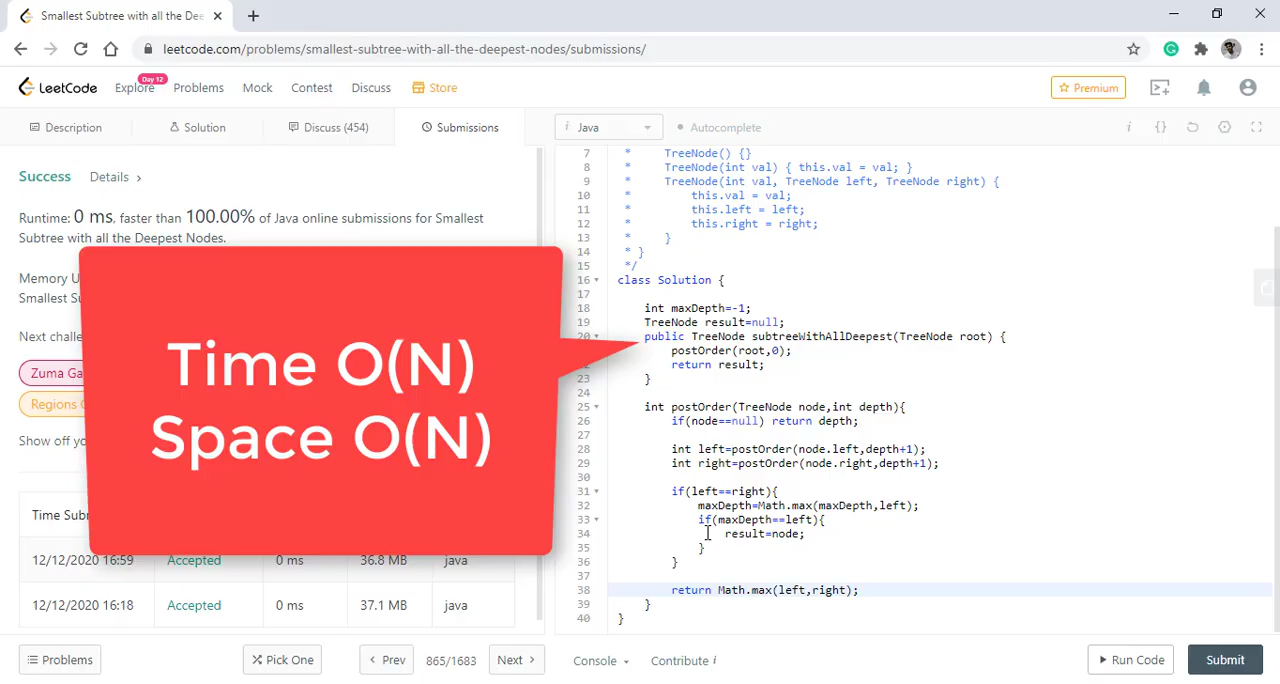 Smallest Subtree with all the Dee
leetcode.com/problems/smallest-subtree-with-all-the-deepest-nodes/submissions/
LeetCode Explore Day 12 Problems Mock Contest Discuss Store Premium
Description Solution Discuss (454) Submissions
i Java Autocomplete i {}
Success Details >
Runtime: 0 ms, faster than 100.00% of Java online submissions for Smallest
Subtree with all the Deepest Nodes.
Memory U
Smallest Su
Next challe
Zuma Ga
Regions
Show off yo
Time Sub
12/12/2020 16:59 Accepted 0 ms 36.8 MB java
12/12/2020 16:18 Accepted 0 ms 37.1 MB java
Time O(N)
Space O(N)
7 * TreeNode() {}
8 * TreeNode(int val) { this.val = val; }
9 * TreeNode(int val, TreeNode left, TreeNode right) {
10 * this.val = val;
11 * this.left = left;
12 * this.right = right;
13 * }
14 * }
15 */
16 class Solution {
17
18 int maxDepth=-1;
19 TreeNode result=null;
20 public TreeNode subtreeWithAllDeepest(TreeNode root) {
postOrder(root,0);
2 return result;
23 }
24
25 int postOrder(TreeNode node,int depth){
26 if(node==null) return depth;
27
28 int left=postOrder(node.left,depth+1);
29 int right=postOrder(node.right,depth+1);
30
31 if(left==right){
32 maxDepth=Math.max(maxDepth,left);
33 if(maxDepth==left){
34 result=node;
35 }
36 }
37
38 return Math.max(left,right);
39 }
40 }
Problems Pick One < Prev 865/1683 Next > Console Contribute i Run Code Submit